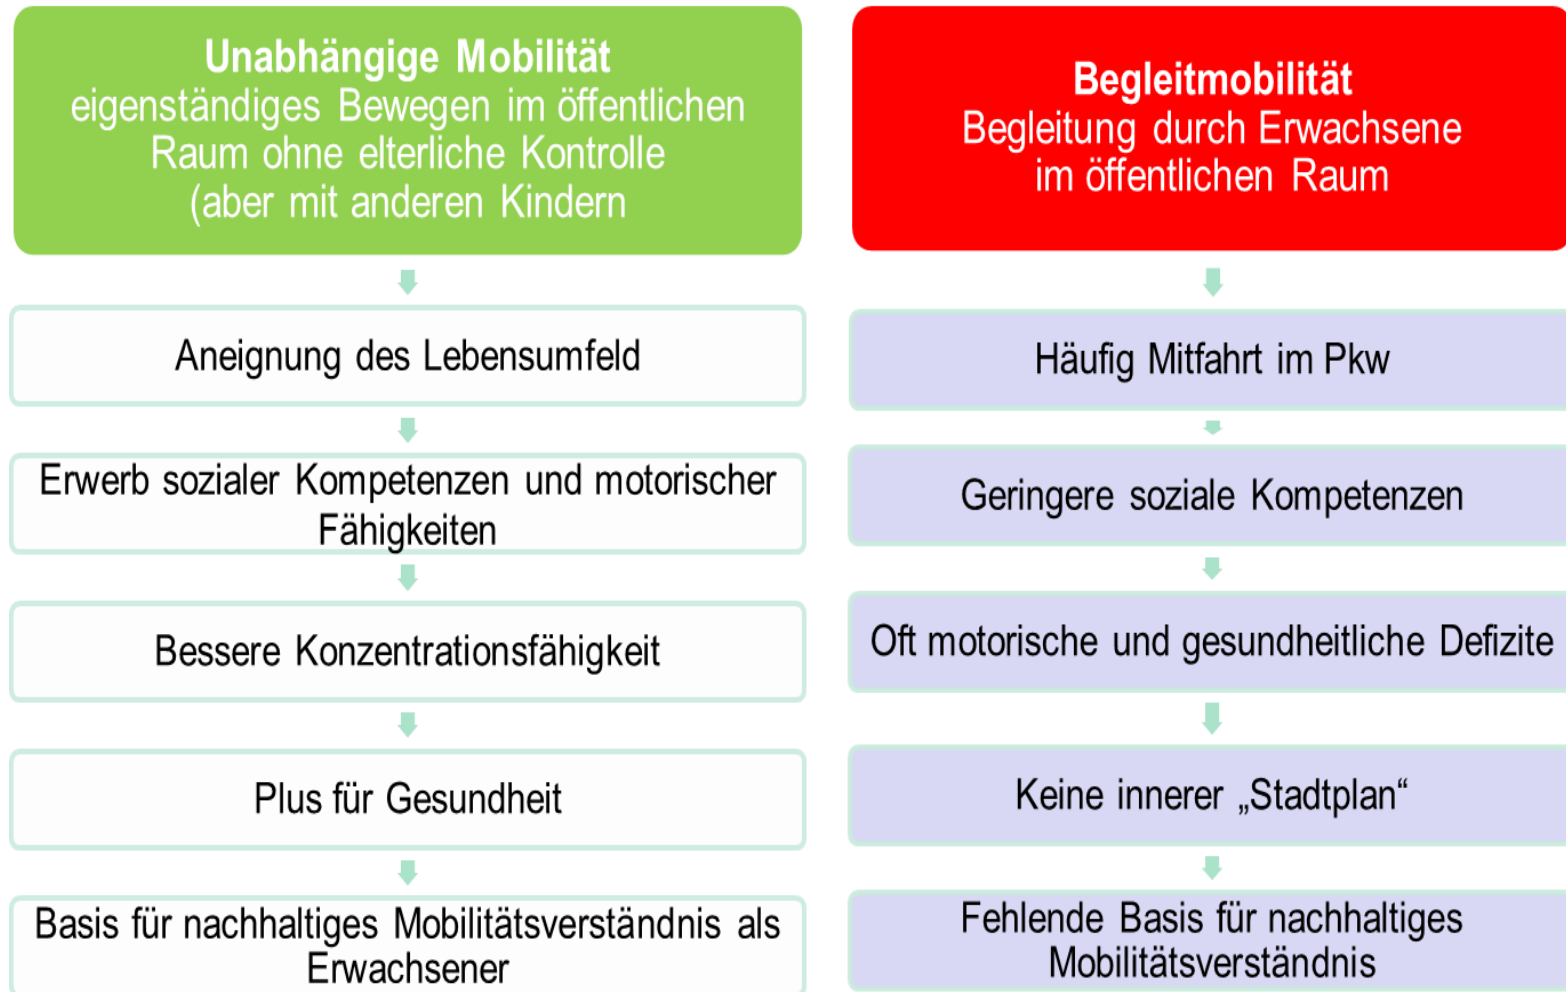 Unabhängige Mobilität
eigenständiges Bewegen im öffentlichen
Raum ohne elterliche Kontrolle
(aber mit anderen Kindern
Aneignung des Lebensumfeld
Erwerb sozialer Kompetenzen und motorischer
Fähigkeiten
Bessere Konzentrationsfähigkeit
Plus für Gesundheit
Basis für nachhaltiges Mobilitätsverständnis als
Erwachsener
Begleitmobilität
Begleitung durch Erwachsene
im öffentlichen Raum
Häufig Mitfahrt im Pkw
Geringere soziale Kompetenzen
Oft motorische und gesundheitliche Defizite
Keine innerer „Stadtplan“
Fehlende Basis für nachhaltiges
Mobilitätsverständnis